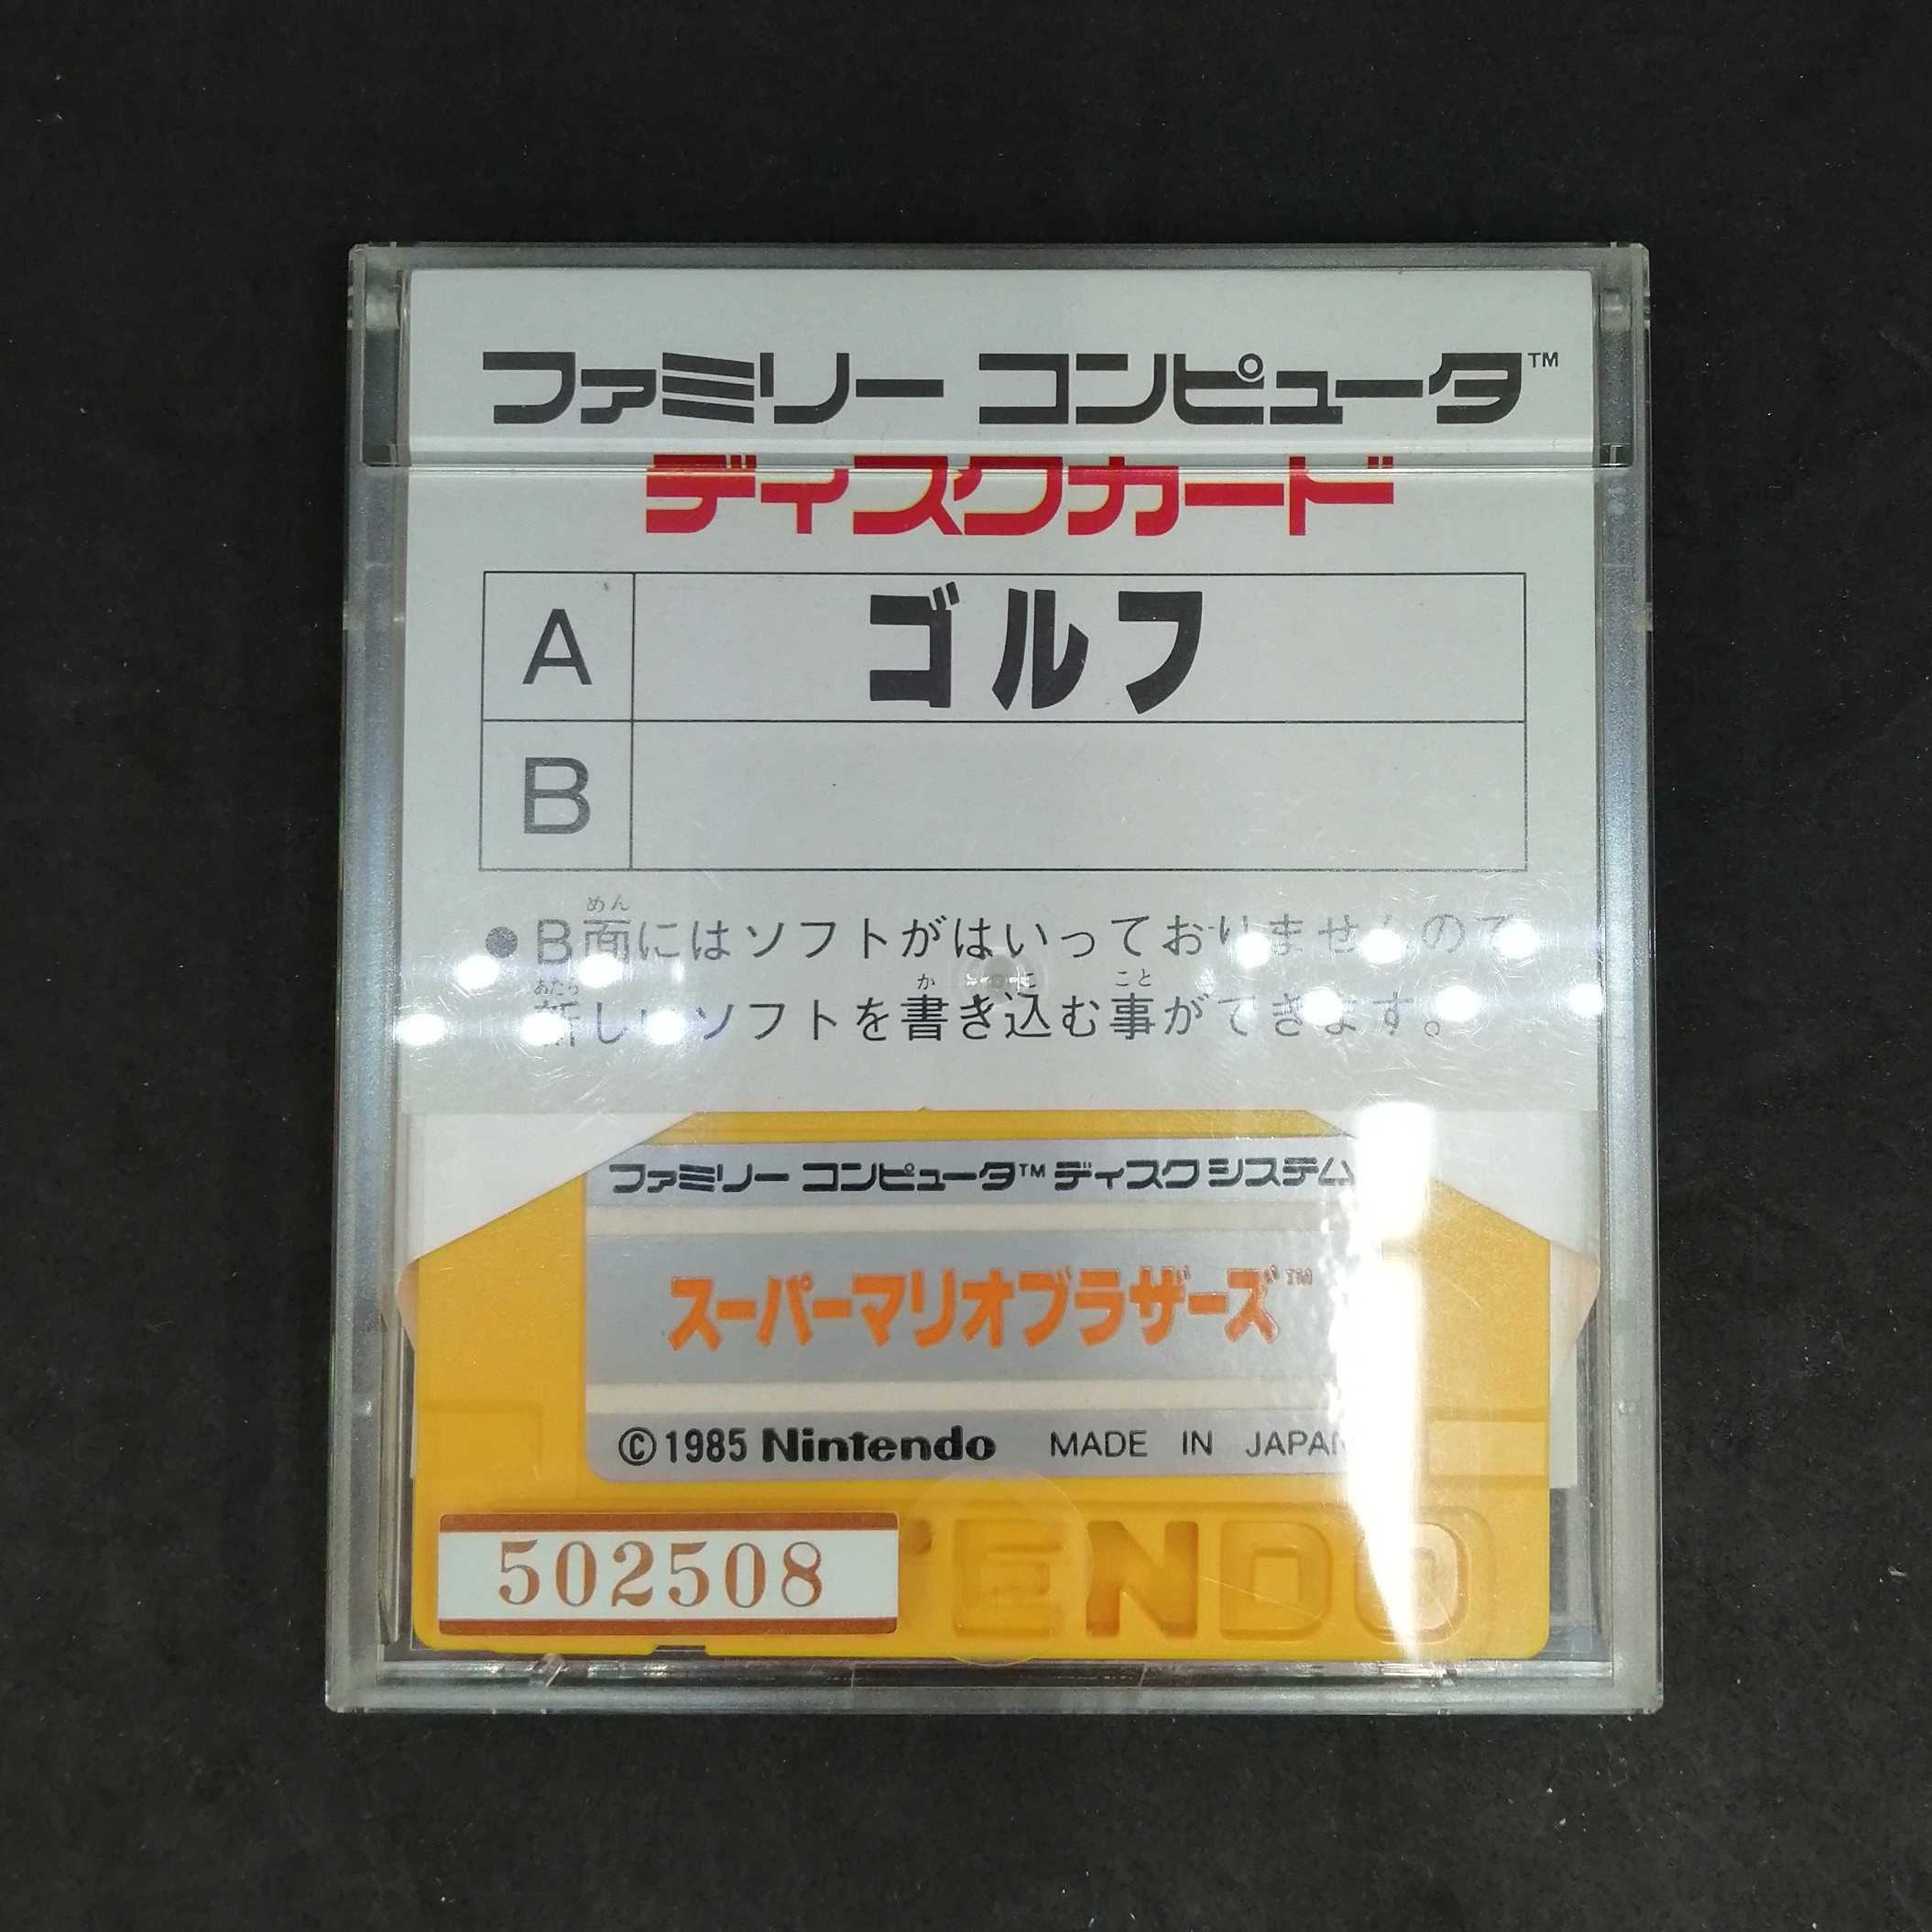 ファミリー コンピュータ™
ディスクカード
A ゴルフ
B
めん
●B面にはソフトがはいっておりませんので
あたら か こ こと
新しいソフトを書き込む事ができます。
ファミリー コンピュータ™ ディスク システム
スーパーマリオブラザーズ™
©1985 Nintendo MADE IN JAPAN
502508
ENDO